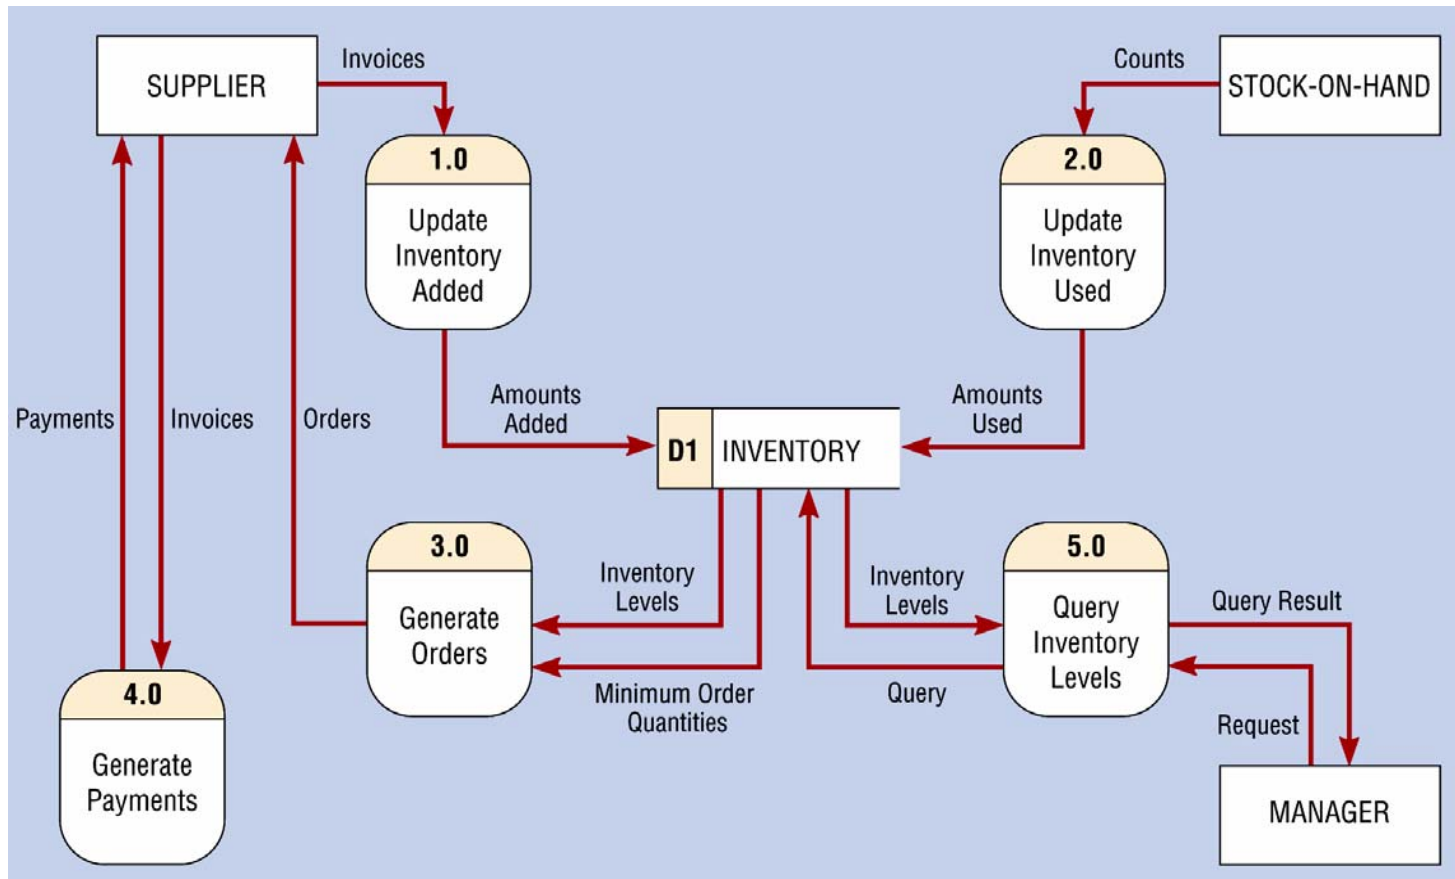 Invoices
SUPPLIER
Counts
STOCK-ON-HAND
1.0
Update
Inventory
Added
2.0
Update
Inventory
Used
Payments
Invoices
Orders
Amounts
Added
Amounts
Used
D1
INVENTORY
3.0
Generate
Orders
Inventory
Levels
Inventory
Levels
5.0
Query
Inventory
Levels
Query Result
4.0
Generate
Payments
Minimum Order
Quantities
Query
Request
MANAGER